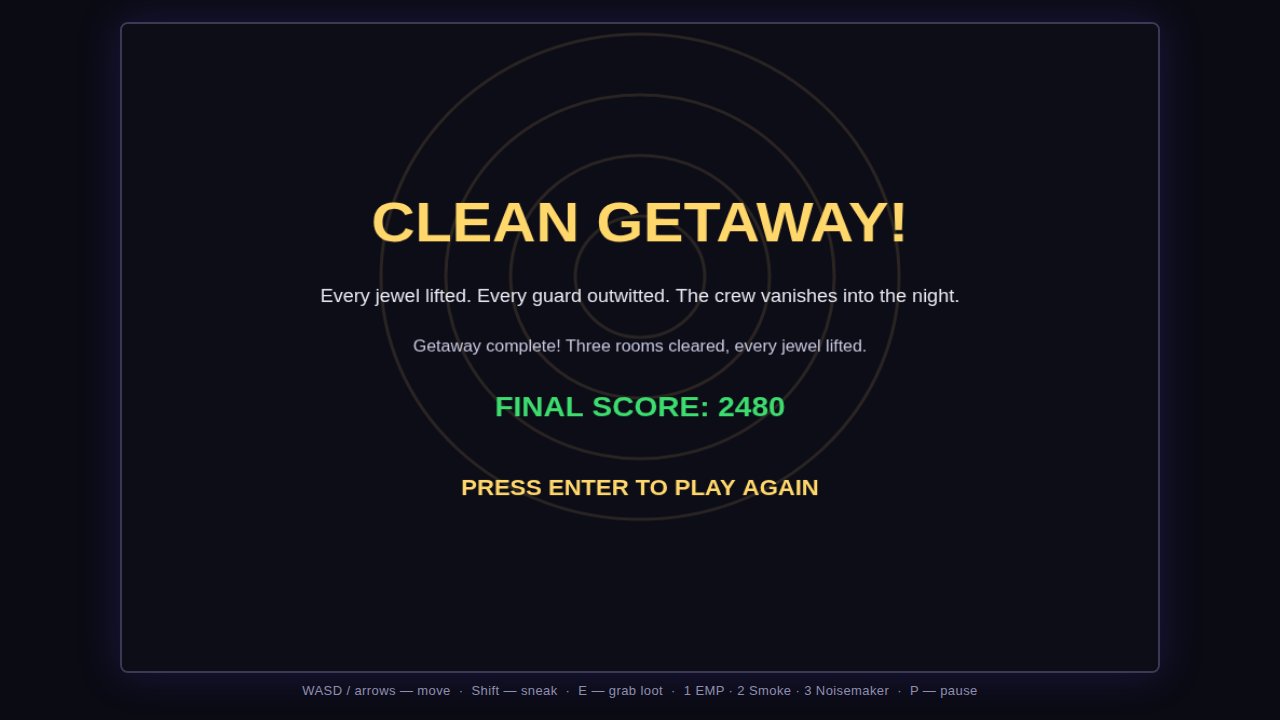 CLEAN GETAWAY!
Every jewel lifted. Every guard outwitted. The crew vanishes into the night.
Getaway complete! Three rooms cleared, every jewel lifted.
FINAL SCORE: 2480
PRESS ENTER TO PLAY AGAIN
WASD / arrows — move · Shift — sneak · E — grab loot · 1 EMP · 2 Smoke · 3 Noisemaker · P — pause